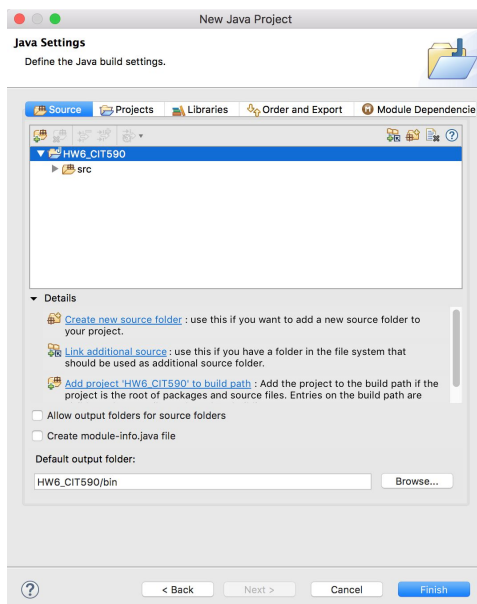 New Java Project
Java Settings
Define the Java build settings.
Source Projects Libraries Order and Export Module Dependencie
HW6_CIT590
src
Details
Create new source folder : use this if you want to add a new source folder to
your project.
Link additional source : use this if you have a folder in the file system that
should be used as additional source folder.
Add project 'HW6_CIT590' to build path : Add the project to the build path if the
project is the root of packages and source files. Entries on the build path are
Allow output folders for source folders
Create module-info.java file
Default output folder:
HW6_CIT590/bin Browse...
? < Back Next > Cancel Finish